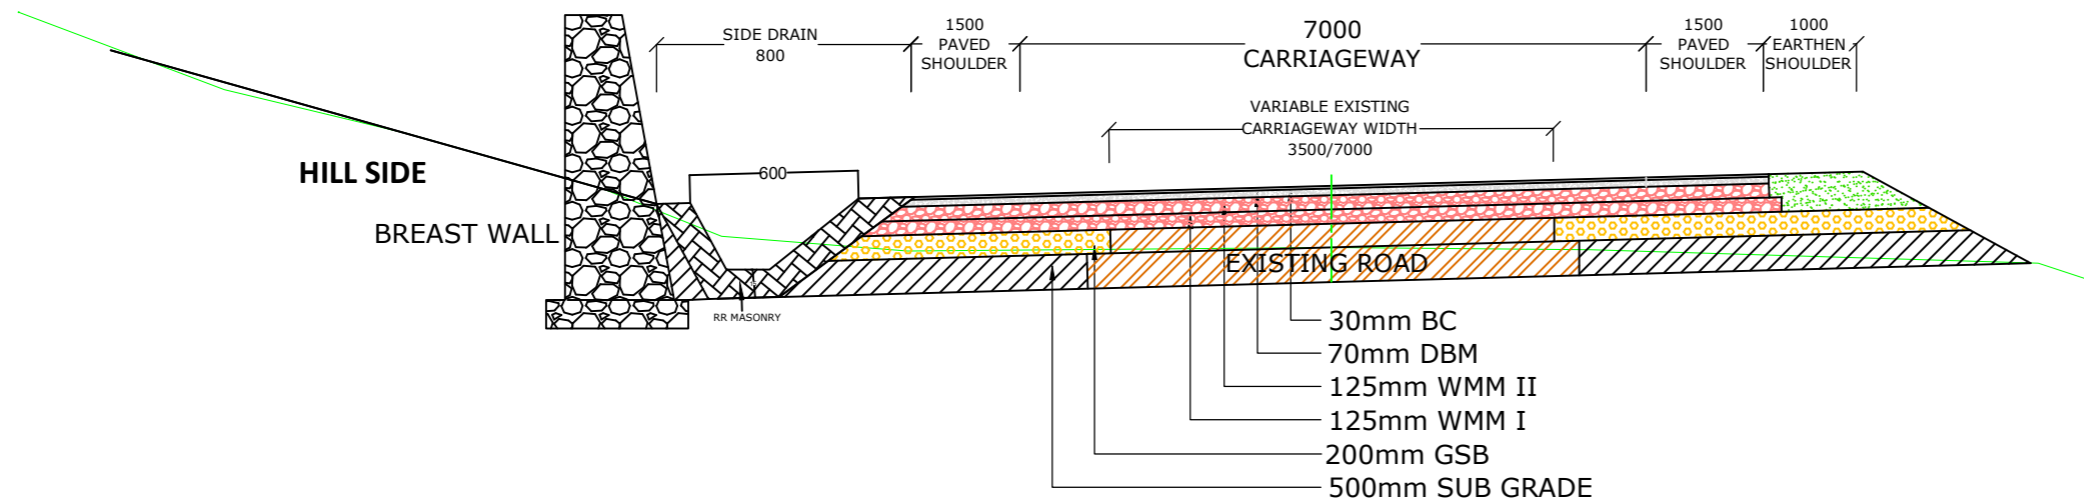 SIDE DRAIN
800
1500
PAVED
SHOULDER
7000
CARRIAGEWAY
1500
PAVED
SHOULDER
1000
EARTHEN
SHOULDER
VARIABLE EXISTING
CARRIAGEWAY WIDTH
3500/7000
HILL SIDE
600
BREAST WALL
EXISTING ROAD
RR MASONRY
30mm BC
70mm DBM
125mm WMM II
125mm WMM I
200mm GSB
500mm SUB GRADE